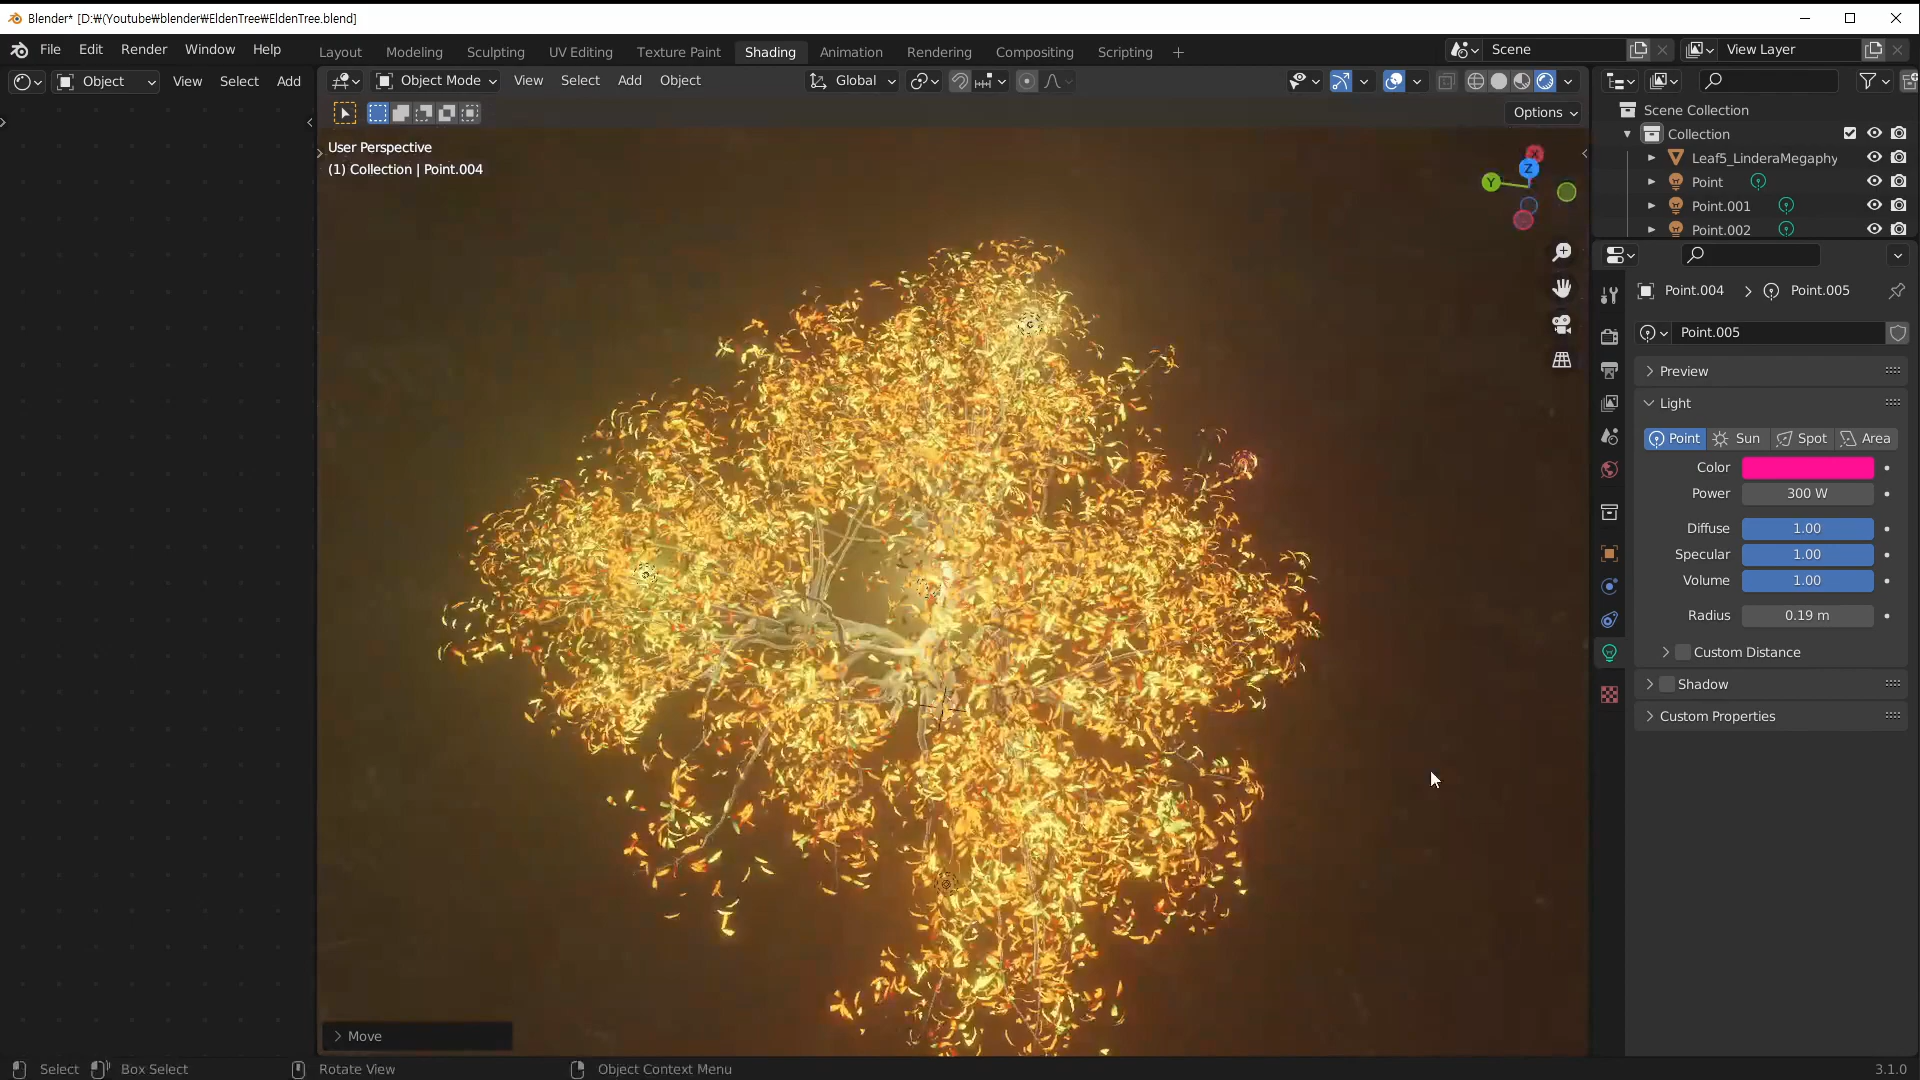 Blender* [D:₩(Youtube₩blender₩EldenTree₩EldenTree.blend]
File Edit Render Window Help
Layout Modeling Sculpting UV Editing Texture Paint Shading Animation Rendering Compositing Scripting +
Scene
View Layer
Object View Select Add
Object Mode View Select Add Object
Global
Options
User Perspective
(1) Collection | Point.004
X
Y
Z
Scene Collection
Collection
Leaf5_LinderaMegaphy
Point
Point.001
Point.002
Point.004 > Point.005
Point.005
Preview
Light
Point Sun Spot Area
Color
Power 300 W
Diffuse 1.00
Specular 1.00
Volume 1.00
Radius 0.19 m
Custom Distance
Shadow
Custom Properties
Move
Select Box Select Rotate View Object Context Menu 3.1.0